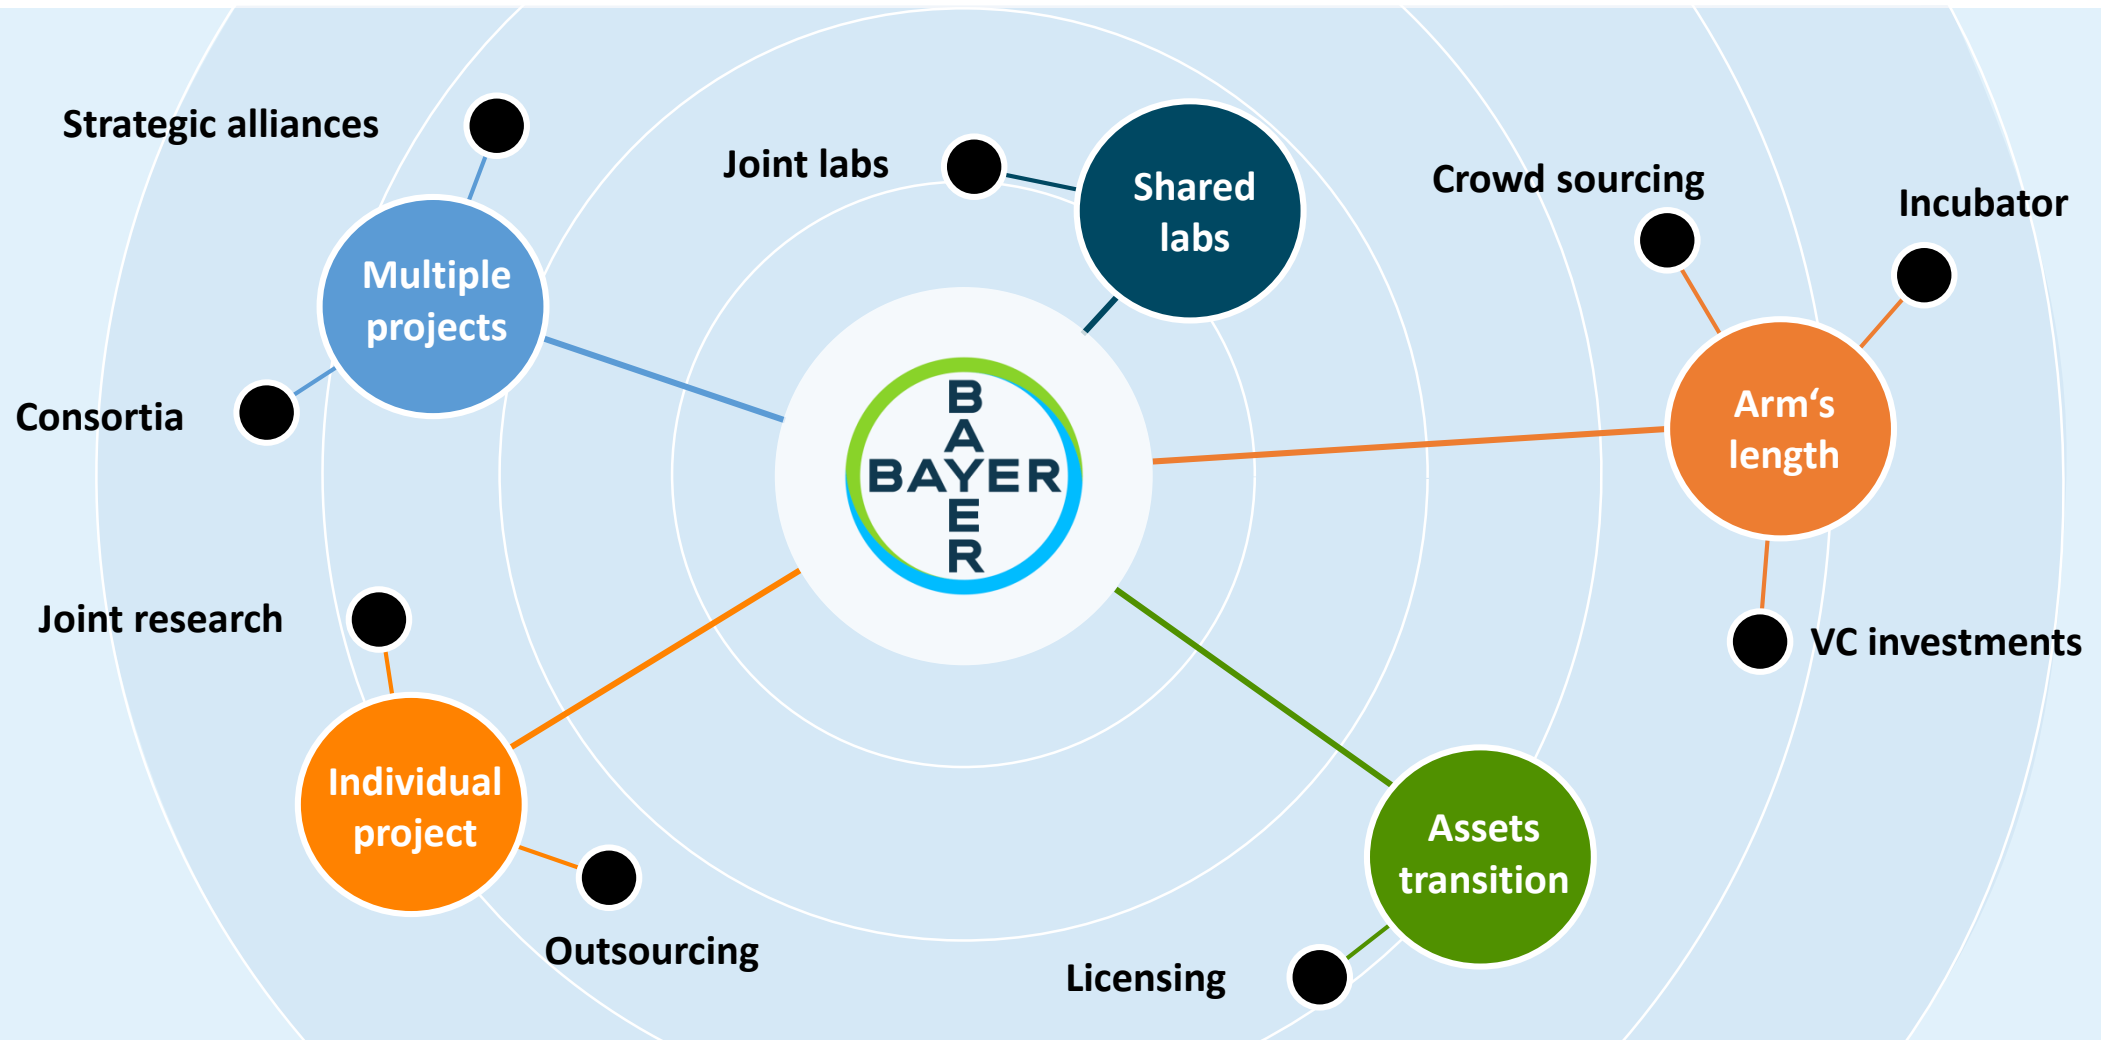 Strategic alliances
Joint labs
Shared
labs
Crowd sourcing
Incubator
Multiple
projects
Consortia
B
A
BAYER
E
R
Arm‘s
length
Joint research
VC investments
Individual
project
Assets
transition
Outsourcing
Licensing